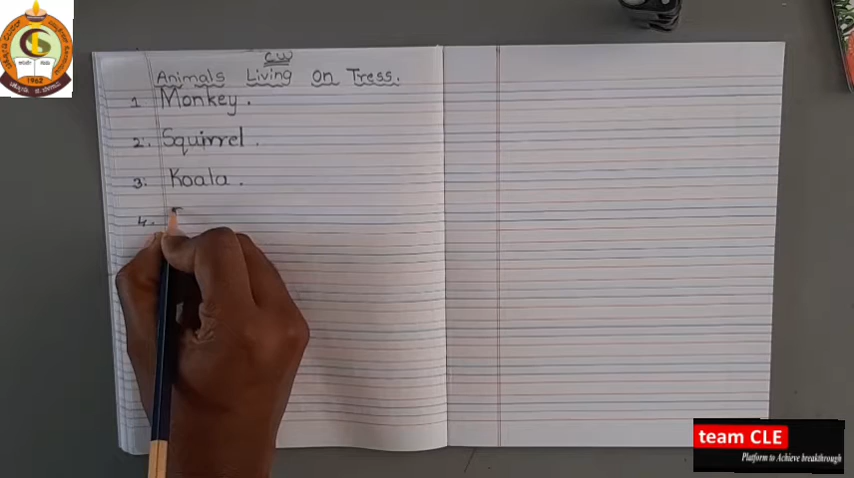 1962
CW
Animals Living on Tress.
1 Monkey.
2. Squirrel.
3. Koala.
4.
team CLE
Platform to Achieve breakthrough